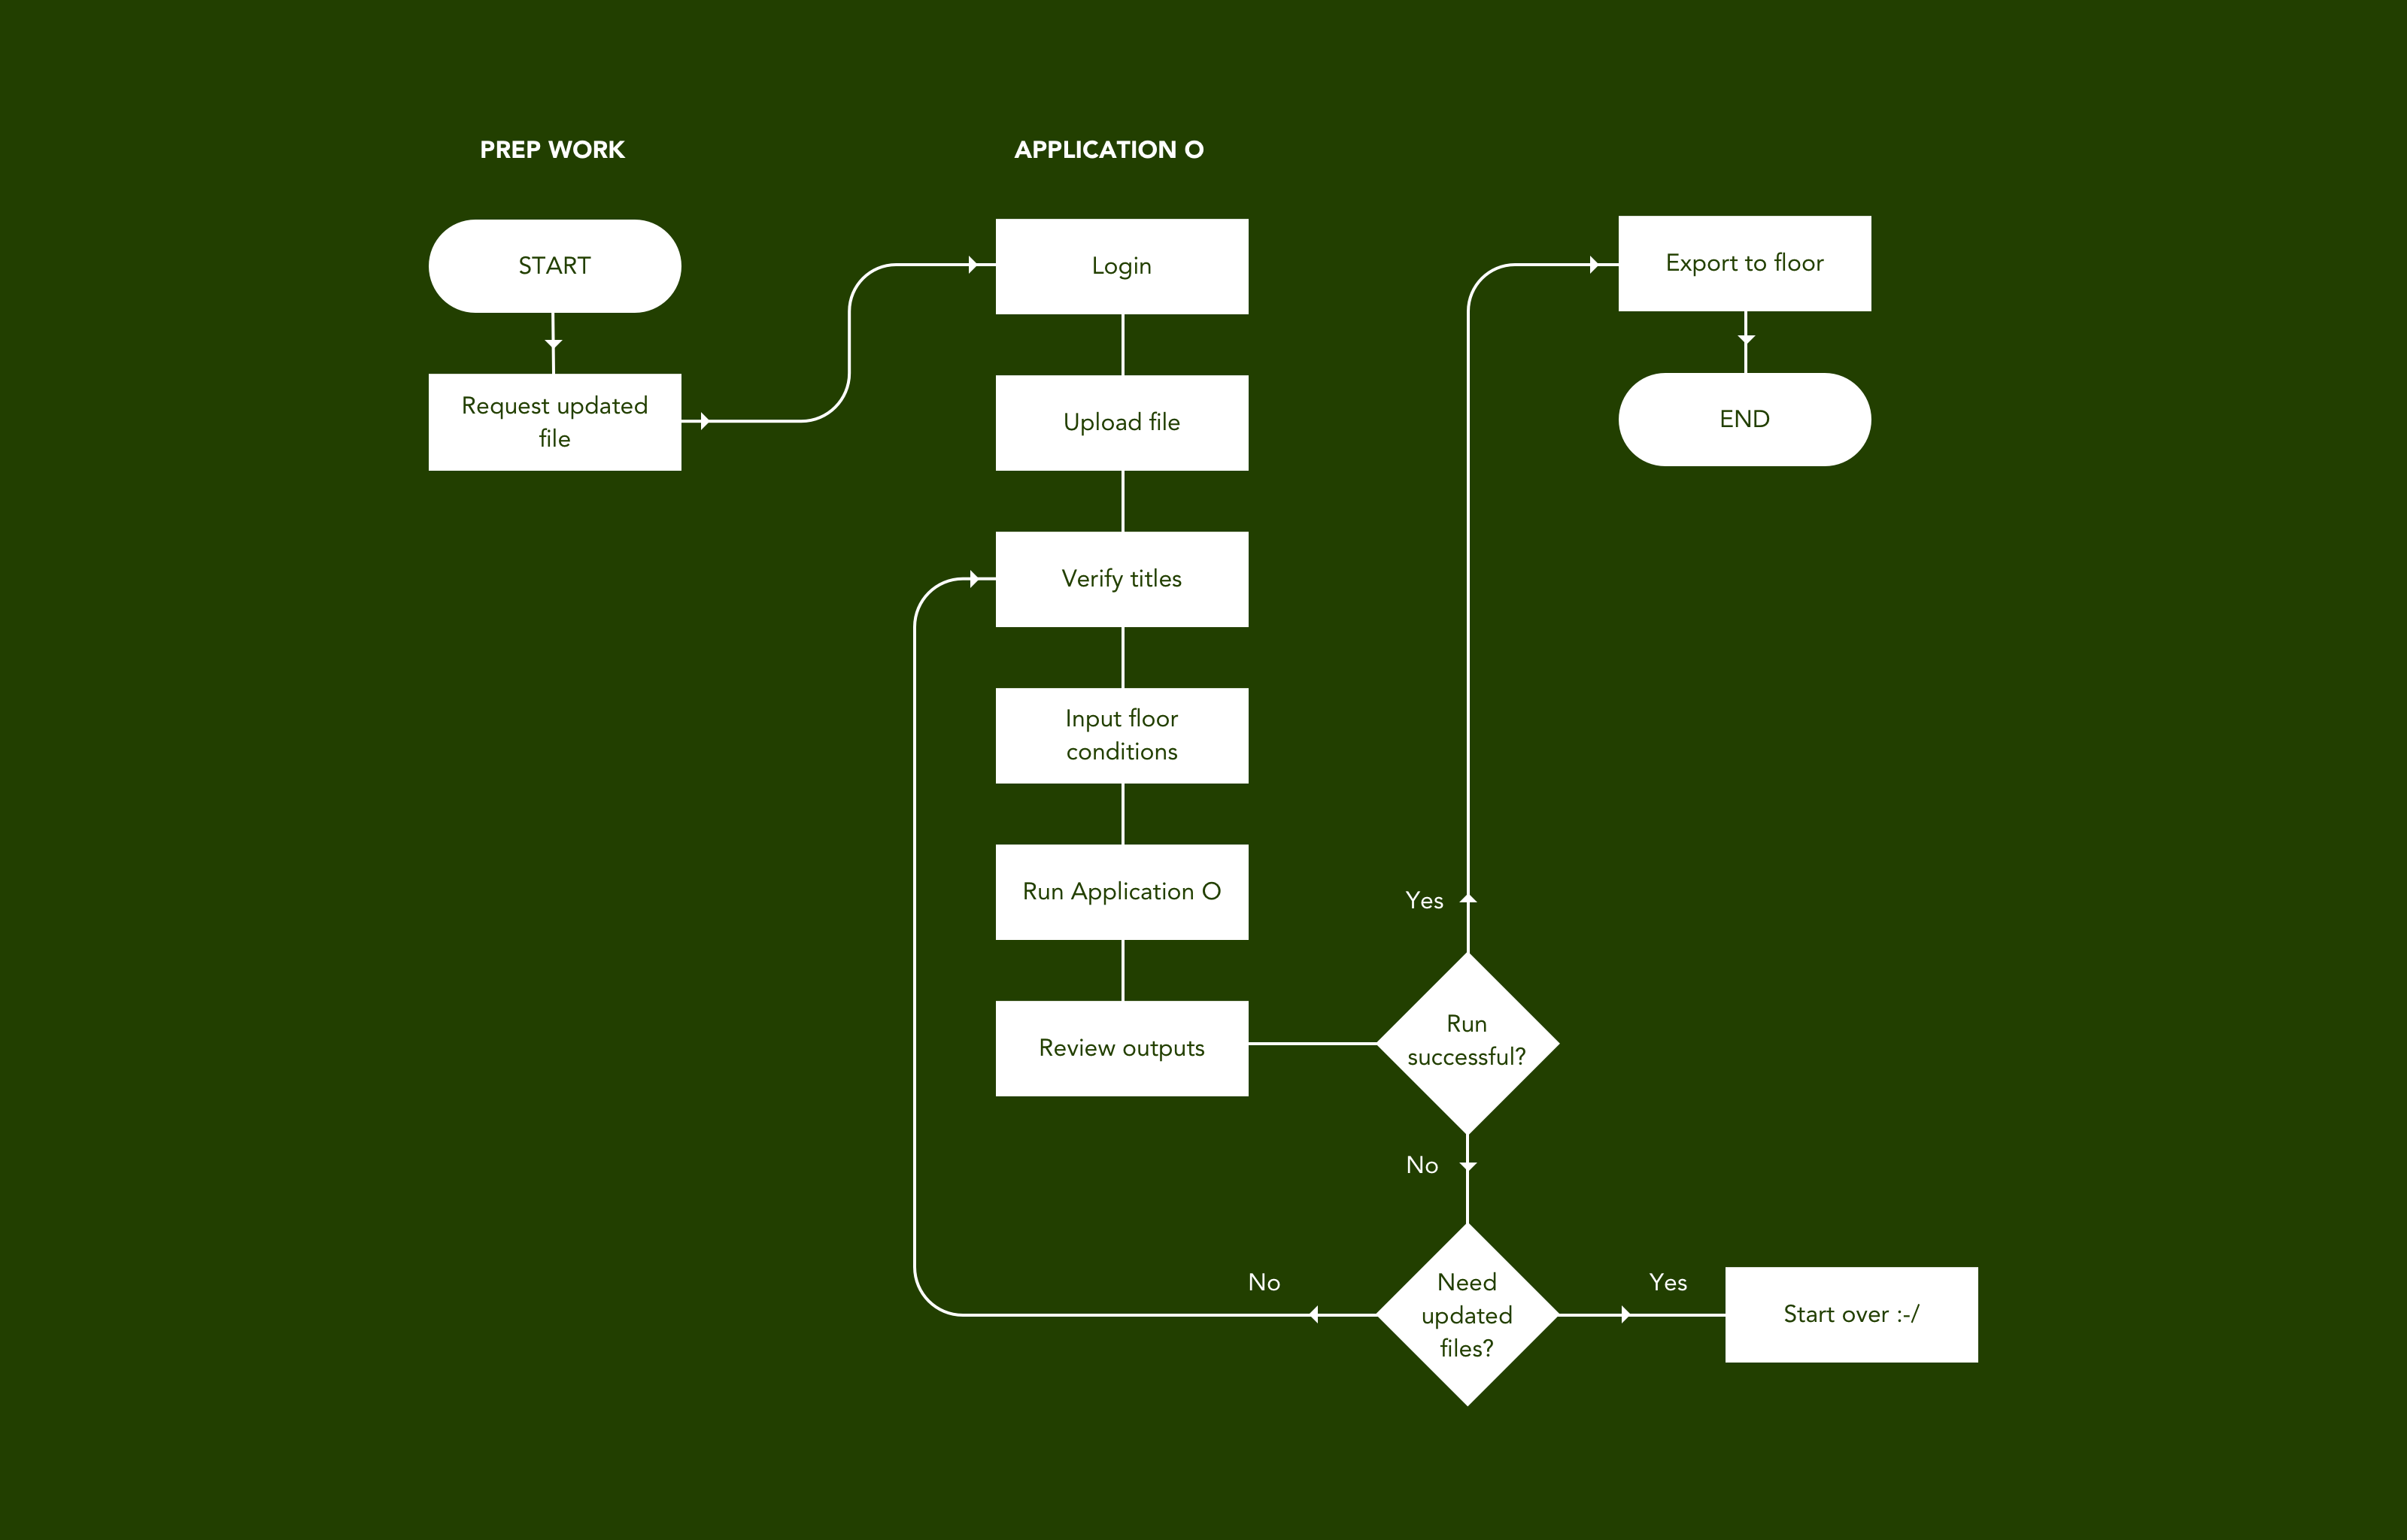 PREP WORK
START
Request updated
file
APPLICATION O
Login
Upload file
Verify titles
Input floor
conditions
Run Application O
Review outputs
Run
successful?
Yes
Export to floor
END
No
Need
updated
files?
No
Yes
Start over :-/